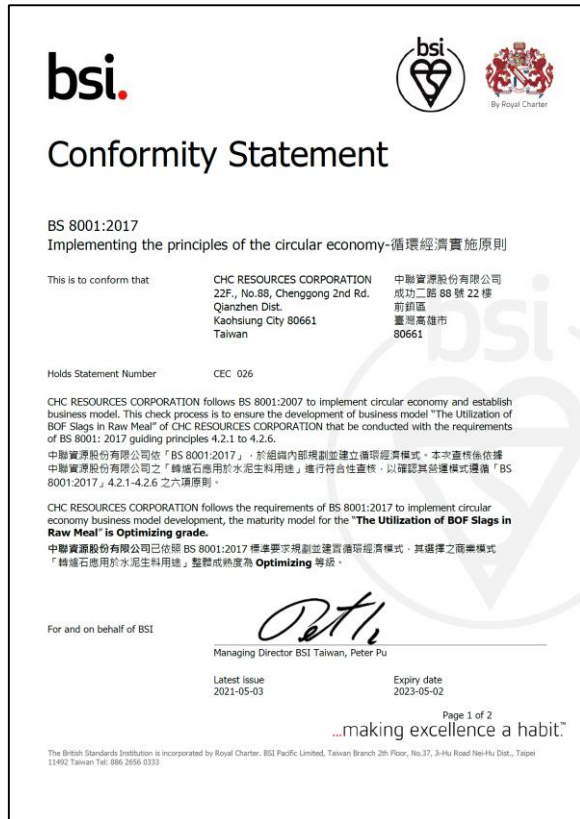 bsi.
bsi
By Royal Charter
Conformity Statement
BS 8001:2017
Implementing the principles of the circular economy-循環經濟實施原則
This is to conform that
CHC RESOURCES CORPORATION
22F., No.88, Chenggong 2nd Rd.
Qianzhen Dist.
Kaohsiung City 80661
Taiwan
中聯資源股份有限公司
成功二路 88 號 22 樓
前鎮區
臺灣高雄市
80661
bsi
Holds Statement Number
CEC 026
CHC RESOURCES CORPORATION follows BS 8001:2007 to implement circular economy and establish
business model. This check process is to ensure the development of business model "The Utilization of
BOF Slags in Raw Meal" of CHC RESOURCES CORPORATION that be conducted with the requirements
of BS 8001: 2017 guiding principles 4.2.1 to 4.2.6.
中聯資源股份有限公司依「BS 8001:2017」，於組織內部規劃並建立循環經濟模式。本次查核係依據
中聯資源股份有限公司之「轉爐石應用於水泥生料用途」進行符合性查核，以確認其營運模式遵循「BS
8001:2017」4.2.1-4.2.6 之六項原則。
CHC RESOURCES CORPORATION follows the requirements of BS 8001:2017 to implement circular
economy business model development, the maturity model for the "The Utilization of BOF Slags in
Raw Meal" is Optimizing grade.
中聯資源股份有限公司已依照 BS 8001:2017 標準要求規劃並建置循環經濟模式，其選擇之商業模式
「轉爐石應用於水泥生料用途」整體成熟度為 Optimizing 等級。
For and on behalf of BSI
Managing Director BSI Taiwan, Peter Pu
Latest issue
2021-05-03
Expiry date
2023-05-02
Page 1 of 2
...making excellence a habit.™
The British Standards Institution is incorporated by Royal Charter. BSI Pacific Limited, Taiwan Branch 2th Floor, No.37, Ji-Hu Road Nei-Hu Dist., Taipei
11492 Taiwan Tel: 886 2656 0333